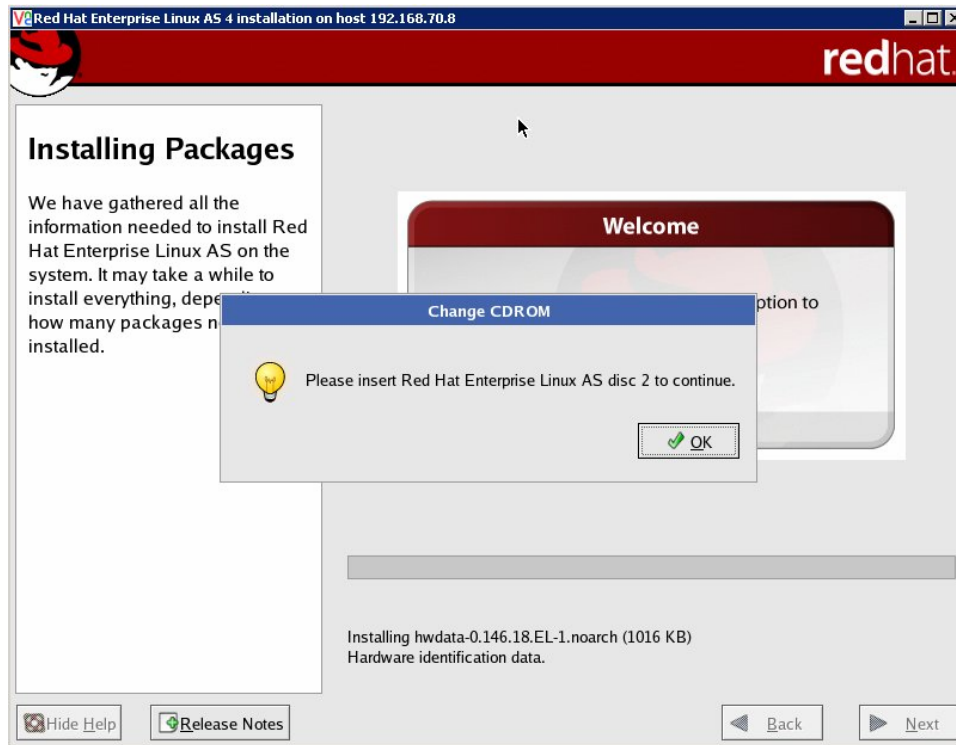 Red Hat Enterprise Linux AS 4 installation on host 192.168.70.8
redhat.
Installing Packages
We have gathered all the
information needed to install Red
Hat Enterprise Linux AS on the
system. It may take a while to
install everything,
how many packages
installed.
Welcome
to
Change CDROM
Please insert Red Hat Enterprise Linux AS disc 2 to continue.
OK
Installing hwdata-0.146.18.EL-1.noarch (1016 KB)
Hardware identification data.
Hide Help
Release Notes
Back
Next